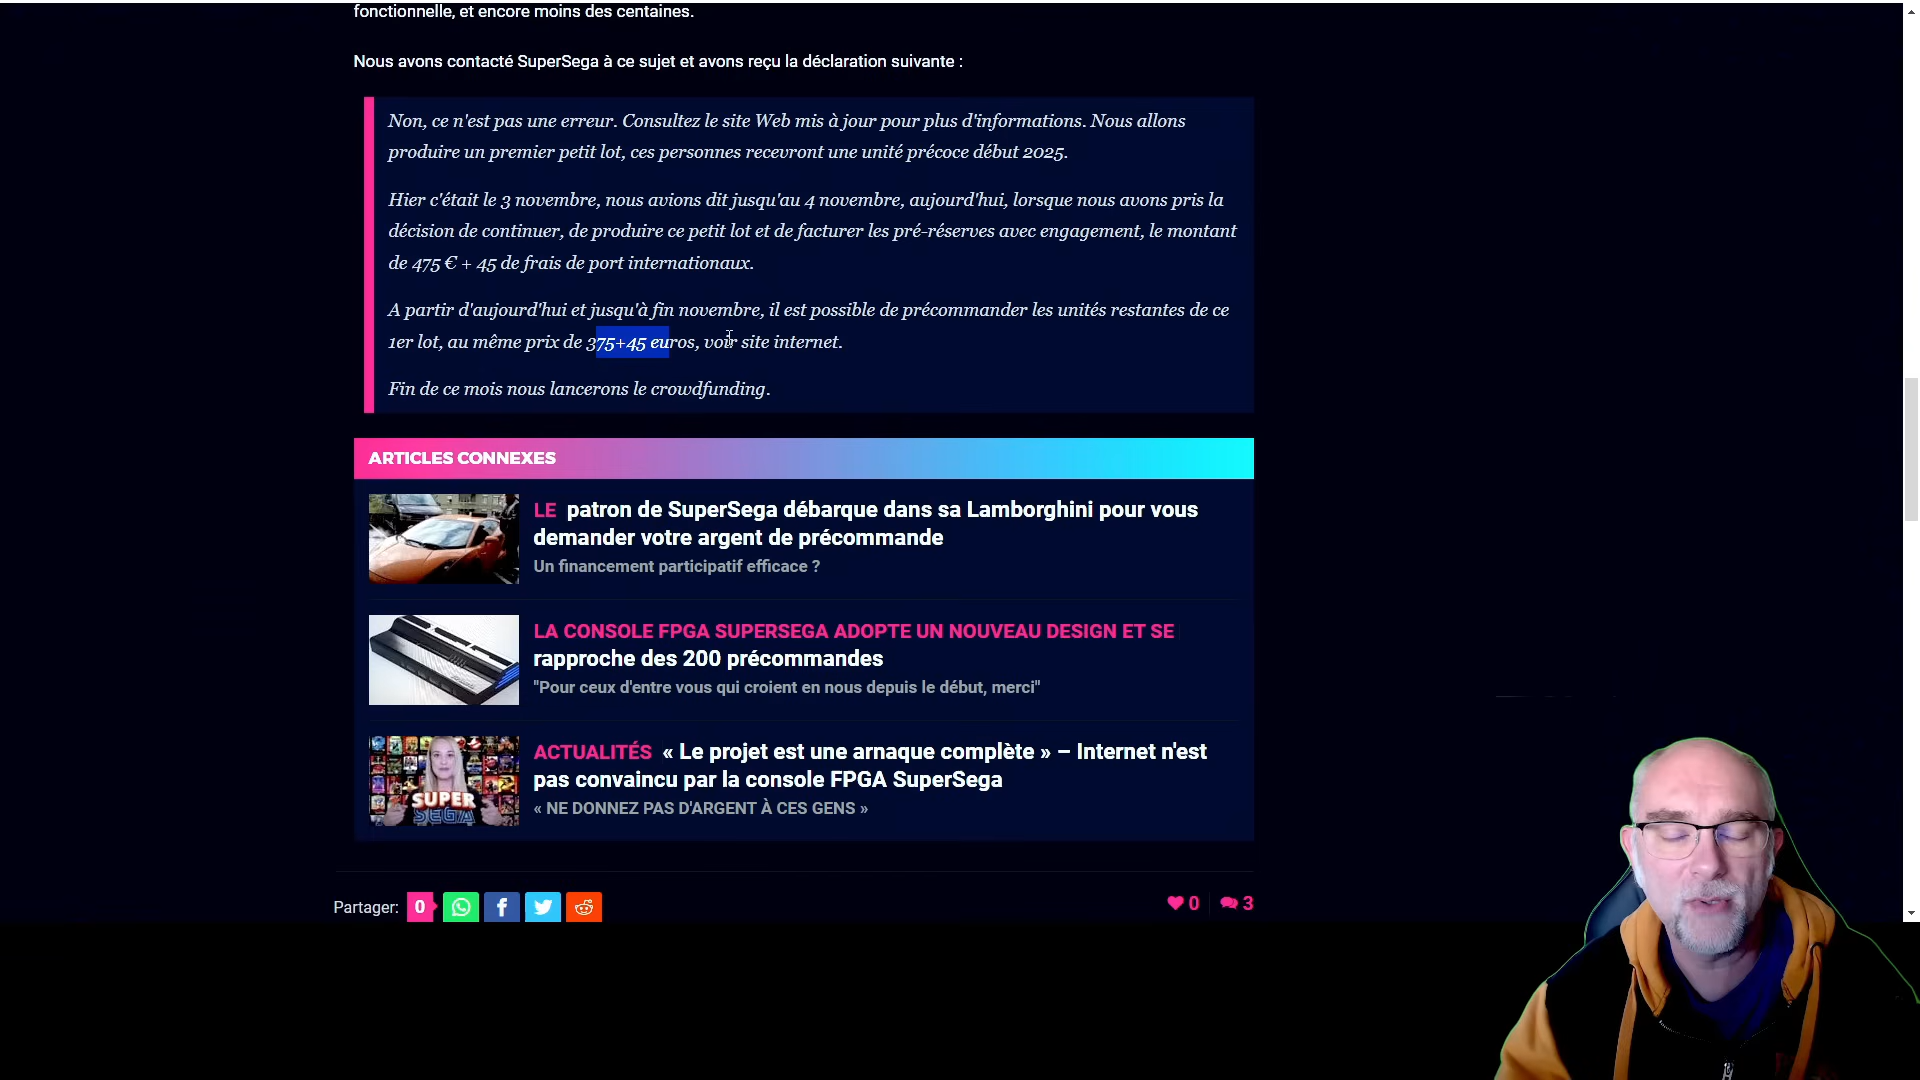 fonctionnelle, et encore moins des centaines.
Nous avons contacté SuperSega à ce sujet et avons reçu la déclaration suivante :
Non, ce n'est pas une erreur. Consultez le site Web mis à jour pour plus d'informations. Nous allons
produire un premier petit lot, ces personnes recevront une unité précoce début 2025.
Hier c'était le 3 novembre, nous avions dit jusqu'au 4 novembre, aujourd'hui, lorsque nous avons pris la
décision de continuer, de produire ce petit lot et de facturer les pré-réserves avec engagement, le montant
de 475 € + 45 de frais de port internationaux.
A partir d'aujourd'hui et jusqu'à fin novembre, il est possible de précommander les unités restantes de ce
1er lot, au même prix de 375+45 euros, voir site internet.
Fin de ce mois nous lancerons le crowdfunding.
ARTICLES CONNEXES
LE patron de SuperSega débarque dans sa Lamborghini pour vous
demander votre argent de précommande
Un financement participatif efficace ?
LA CONSOLE FPGA SUPERSEGA ADOPTE UN NOUVEAU DESIGN ET SE
rapproche des 200 précommandes
"Pour ceux d'entre vous qui croient en nous depuis le début, merci"
SUPER
SEGA
ACTUALITÉS « Le projet est une arnaque complète » – Internet n'est
pas convaincu par la console FPGA SuperSega
« NE DONNEZ PAS D'ARGENT À CES GENS »
Partager: 0
0 3